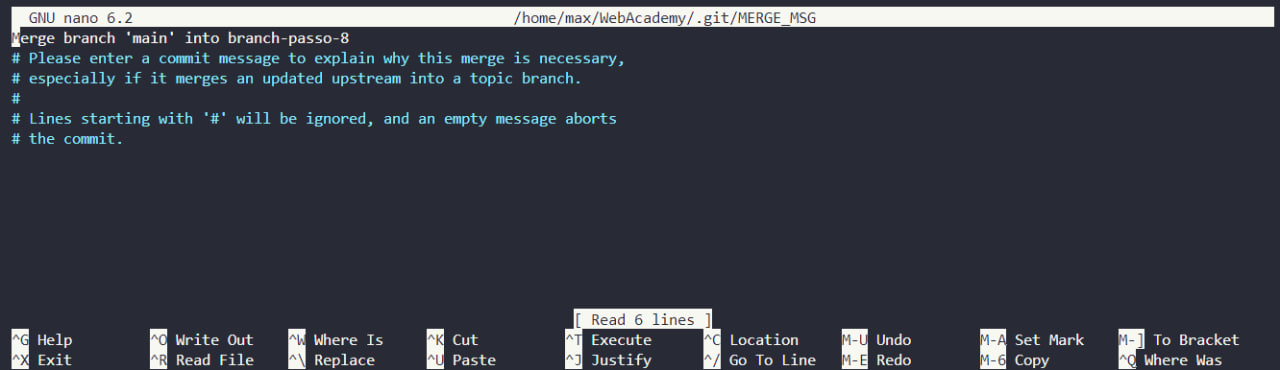 GNU nano 6.2 /home/max/WebAcademy/.git/MERGE_MSG
Merge branch 'main' into branch-passo-8
# Please enter a commit message to explain why this merge is necessary,
# especially if it merges an updated upstream into a topic branch.
#
# Lines starting with '#' will be ignored, and an empty message aborts
# the commit.
[ Read 6 lines ]
^G Help ^O Write Out ^W Where Is ^K Cut ^T Execute ^C Location M-U Undo M-A Set Mark M-] To Bracket
^X Exit ^R Read File ^\ Replace ^U Paste ^J Justify ^/ Go To Line M-E Redo M-6 Copy ^Q Where Was